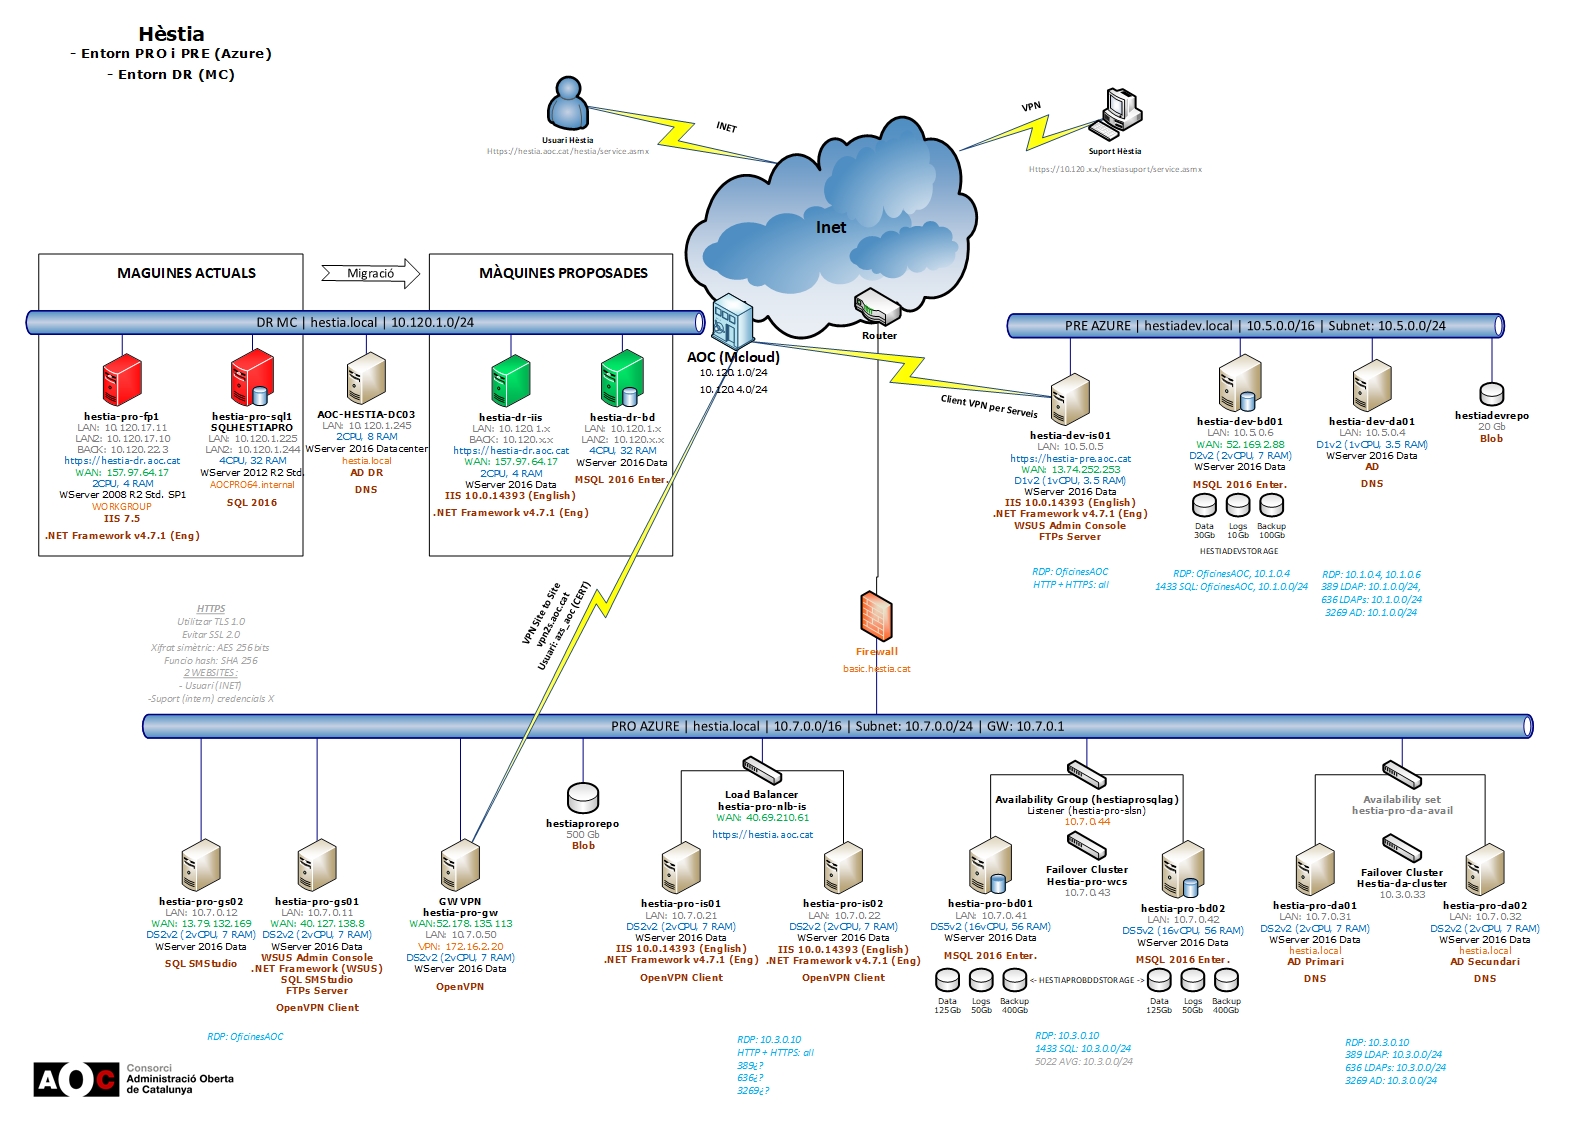 Hèstia
- Entorn PRO i PRE (Azure)
- Entorn DR (MC)
Usuari Hèstia
Https://hestia.aoc.cat/hestia/service.asmx
INET
VPN
Suport Hèstia
Https://10.120.x.x/hestiasuport/service.asmx
Inet
Router
MAGUINES ACTUALS
Migració
MÀQUINES PROPOSADES
DR MC | hestia.local | 10.120.1.0/24
AOC (Mcloud)
10.120.1.0/24
10.120.4.0/24
Client VPN per Serveis
PRE AZURE | hestiadev.local | 10.5.0.0/16 | Subnet: 10.5.0.0/24
hestia-pro-fp1
LAN: 10.120.17.11
LAN2: 10.120.17.10
BACK: 10.120.22.3
https://hestia-dr.aoc.cat
WAN: 157.97.64.17
2CPU, 4 RAM
WServer 2008 R2 Std. SP1
WORKGROUP
IIS 7.5
.NET Framework v4.7.1 (Eng)
hestia-pro-sql1
SQLHESTIAPRO
LAN: 10.120.1.225
LAN2: 10.120.1.244
4CPU, 32 RAM
WServer 2012 R2 Std.
AOCPRO64.internal
SQL 2016
AOC-HESTIA-DC03
LAN: 10.120.1.245
2CPU, 8 RAM
WServer 2016 Datacenter
hestia.local
AD DR
DNS
hestia-dr-iis
LAN: 10.120.1.x
BACK: 10.120.x.x
https://hestia-dr.aoc.cat
WAN: 157.97.64.17
2CPU, 4 RAM
WServer 2016 Data
IIS 10.0.14393 (English)
.NET Framework v4.7.1 (Eng)
hestia-dr-bd
LAN: 10.120.1.x
LAN2: 10.120.x.x
4CPU, 32 RAM
WServer 2016 Data
MSQL 2016 Enter.
hestia-dev-is01
LAN: 10.5.0.5
https://hestia-pre.aoc.cat
WAN: 13.74.252.253
D1v2 (1vCPU, 3.5 RAM)
WServer 2016 Data
IIS 10.0.14393 (English)
.NET Framework v4.7.1 (Eng)
WSUS Admin Console
FTPs Server
RDP: OficinesAOC
HTTP + HTTPS: all
hestia-dev-bd01
LAN: 10.5.0.6
WAN: 52.169.2.88
D2v2 (2vCPU, 7 RAM)
WServer 2016 Data
MSQL 2016 Enter.
Data
30Gb
Logs
10Gb
Backup
100Gb
HESTIADEVSTORAGE
RDP: OficinesAOC, 10.1.0.4
1433 SQL: OficinesAOC, 10.1.0.0/24
hestia-dev-da01
LAN: 10.5.0.4
D1v2 (1vCPU, 3.5 RAM)
WServer 2016 Data
AD
DNS
RDP: 10.1.0.4, 10.1.0.6
389 LDAP: 10.1.0.0/24,
636 LDAPs: 10.1.0.0/24
3269 AD: 10.1.0.0/24
hestiadevrepo
20 Gb
Blob
HTTPS
Utilitzar TLS 1.0
Evitar SSL 2.0
Xifrat simètric: AES 256 bits
Funcio hash: SHA 256
2 WEBSITES:
- Usuari (INET)
-Suport (intern) credencials X
VPN Site to Site
vpn2s.aoc.cat
Usuari: azs_aoc (CERT)
Firewall
basic.hestia.cat
PRO AZURE | hestia.local | 10.7.0.0/16 | Subnet: 10.7.0.0/24 | GW: 10.7.0.1
hestia-pro-gs02
LAN: 10.7.0.12
WAN: 13.79.132.169
DS2v2 (2vCPU, 7 RAM)
WServer 2016 Data
SQL SMStudio
hestia-pro-gs01
LAN: 10.7.0.11
WAN: 40.127.138.8
DS2v2 (2vCPU, 7 RAM)
WServer 2016 Data
WSUS Admin Console
.NET Framework (WSUS)
SQL SMStudio
FTPs Server
OpenVPN Client
RDP: OficinesAOC
GW VPN
hestia-pro-gw
WAN:52.178.135.113
LAN: 10.7.0.50
VPN: 172.16.2.20
DS2v2 (2vCPU, 7 RAM)
WServer 2016 Data
OpenVPN
hestiaprorepo
500 Gb
Blob
Load Balancer
hestia-pro-nlb-is
WAN: 40.69.210.61
https://hestia.aoc.cat
hestia-pro-is01
LAN: 10.7.0.21
DS2v2 (2vCPU, 7 RAM)
WServer 2016 Data
IIS 10.0.14393 (English)
.NET Framework v4.7.1 (Eng)
OpenVPN Client
hestia-pro-is02
LAN: 10.7.0.22
DS2v2 (2vCPU, 7 RAM)
WServer 2016 Data
IIS 10.0.14393 (English)
.NET Framework v4.7.1 (Eng)
OpenVPN Client
RDP: 10.3.0.10
HTTP + HTTPS: all
389¿?
636¿?
3269¿?
Availability Group (hestiaprosqlag)
Listener (hestia-pro-slsn)
10.7.0.44
Failover Cluster
Hestia-pro-wcs
10.7.0.43
hestia-pro-bd01
LAN: 10.7.0.41
DS5v2 (16vCPU, 56 RAM)
WServer 2016 Data
MSQL 2016 Enter.
Data
125Gb
Logs
50Gb
Backup
400Gb
<- HESTIAPROBDDSTORAGE ->
hestia-pro-bd02
LAN: 10.7.0.42
DS5v2 (16vCPU, 56 RAM)
WServer 2016 Data
MSQL 2016 Enter.
Data
125Gb
Logs
50Gb
Backup
400Gb
RDP: 10.3.0.10
1433 SQL: 10.3.0.0/24
5022 AVG: 10.3.0.0/24
Availability set
hestia-pro-da-avail
Failover Cluster
Hestia-da-cluster
10.3.0.33
hestia-pro-da01
LAN: 10.7.0.31
DS2v2 (2vCPU, 7 RAM)
WServer 2016 Data
hestia.local
AD Primari
DNS
hestia-pro-da02
LAN: 10.7.0.32
DS2v2 (2vCPU, 7 RAM)
WServer 2016 Data
hestia.local
AD Secundari
DNS
RDP: 10.3.0.10
389 LDAP: 10.3.0.0/24
636 LDAPs: 10.3.0.0/24
3269 AD: 10.3.0.0/24
AOC
Consorci
Administració Oberta
de Catalunya